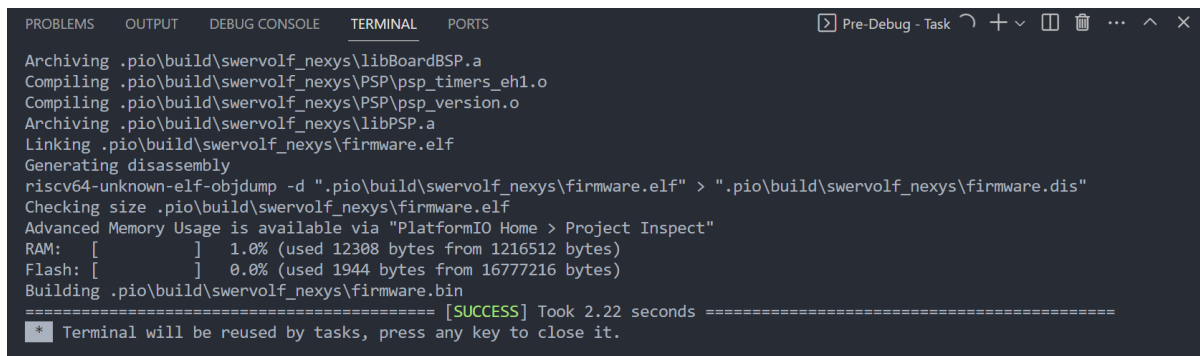 PROBLEMS OUTPUT DEBUG CONSOLE TERMINAL PORTS Pre-Debug - Task
Archiving .pio\build\swervolf_nexys\libBoardBSP.a
Compiling .pio\build\swervolf_nexys\PSP\psp_timers_eh1.o
Compiling .pio\build\swervolf_nexys\PSP\psp_version.o
Archiving .pio\build\swervolf_nexys\libPSP.a
Linking .pio\build\swervolf_nexys\firmware.elf
Generating disassembly
riscv64-unknown-elf-objdump -d ".pio\build\swervolf_nexys\firmware.elf" > ".pio\build\swervolf_nexys\firmware.dis"
Checking size .pio\build\swervolf_nexys\firmware.elf
Advanced Memory Usage is available via "PlatformIO Home > Project Inspect"
RAM:   [          ]   1.0% (used 12308 bytes from 1216512 bytes)
Flash: [          ]   0.0% (used 1944 bytes from 16777216 bytes)
Building .pio\build\swervolf_nexys\firmware.bin
============================================ [SUCCESS] Took 2.22 seconds ============================================
* Terminal will be reused by tasks, press any key to close it.